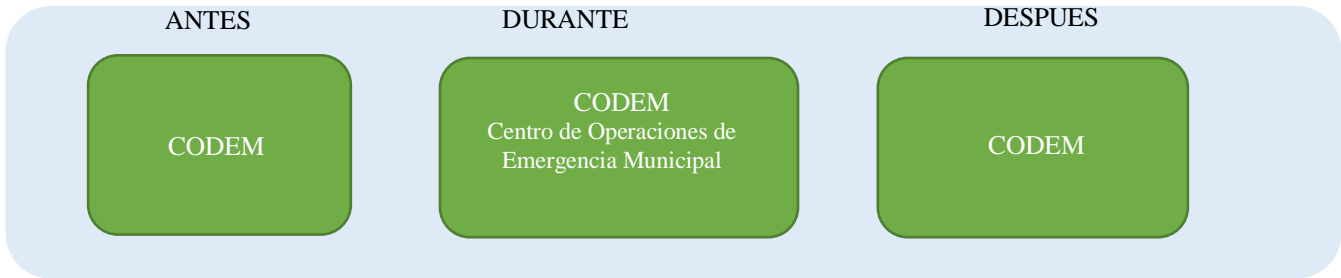 ANTES
DURANTE
DESPUES
CODEM
CODEM
Centro de Operaciones de
Emergencia Municipal
CODEM